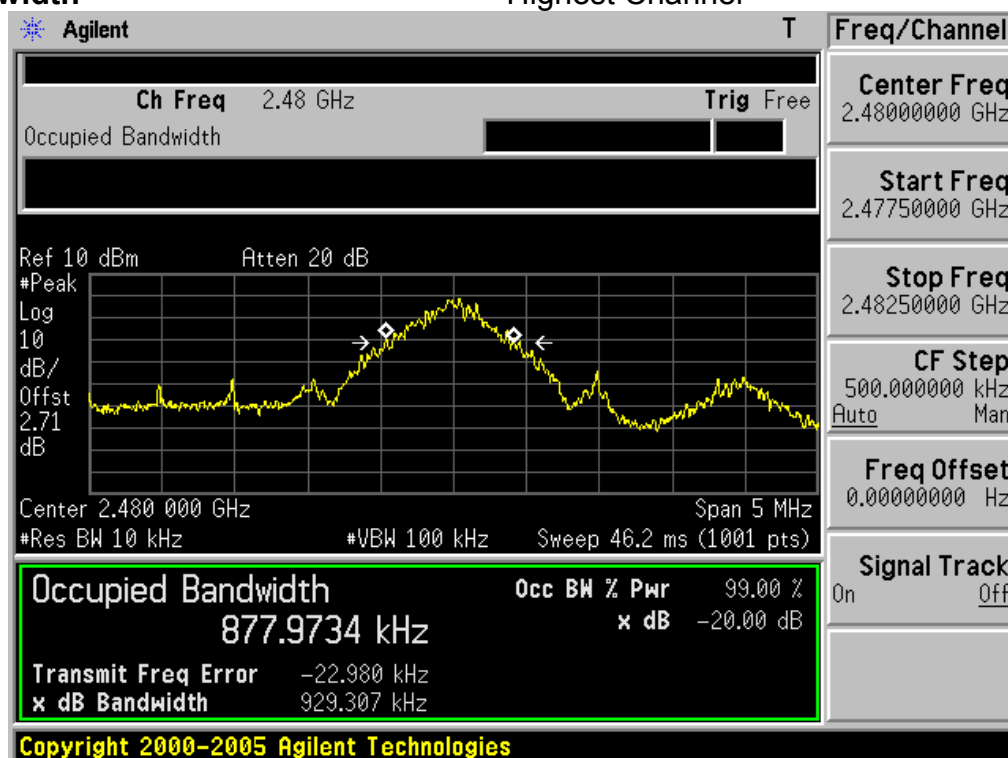 width
Highest Channel
Agilent
T
Freq/Channel
Ch Freq 2.48 GHz
Trig Free
Occupied Bandwidth
Center Freq
2.48000000 GHz
Start Freq
2.47750000 GHz
Stop Freq
2.48250000 GHz
CF Step
500.000000 kHz
Auto Man
Freq Offset
0.00000000 Hz
Signal Track
On Off
Ref 10 dBm
Atten 20 dB
#Peak
Log
10
dB/
Offst
2.71
dB
Center 2.480 000 GHz
Span 5 MHz
#Res BW 10 kHz
#VBW 100 kHz
Sweep 46.2 ms (1001 pts)
Occupied Bandwidth
877.9734 kHz
Occ BW % Pwr 99.00 %
x dB -20.00 dB
Transmit Freq Error -22.980 kHz
x dB Bandwidth 929.307 kHz
Copyright 2000-2005 Agilent Technologies